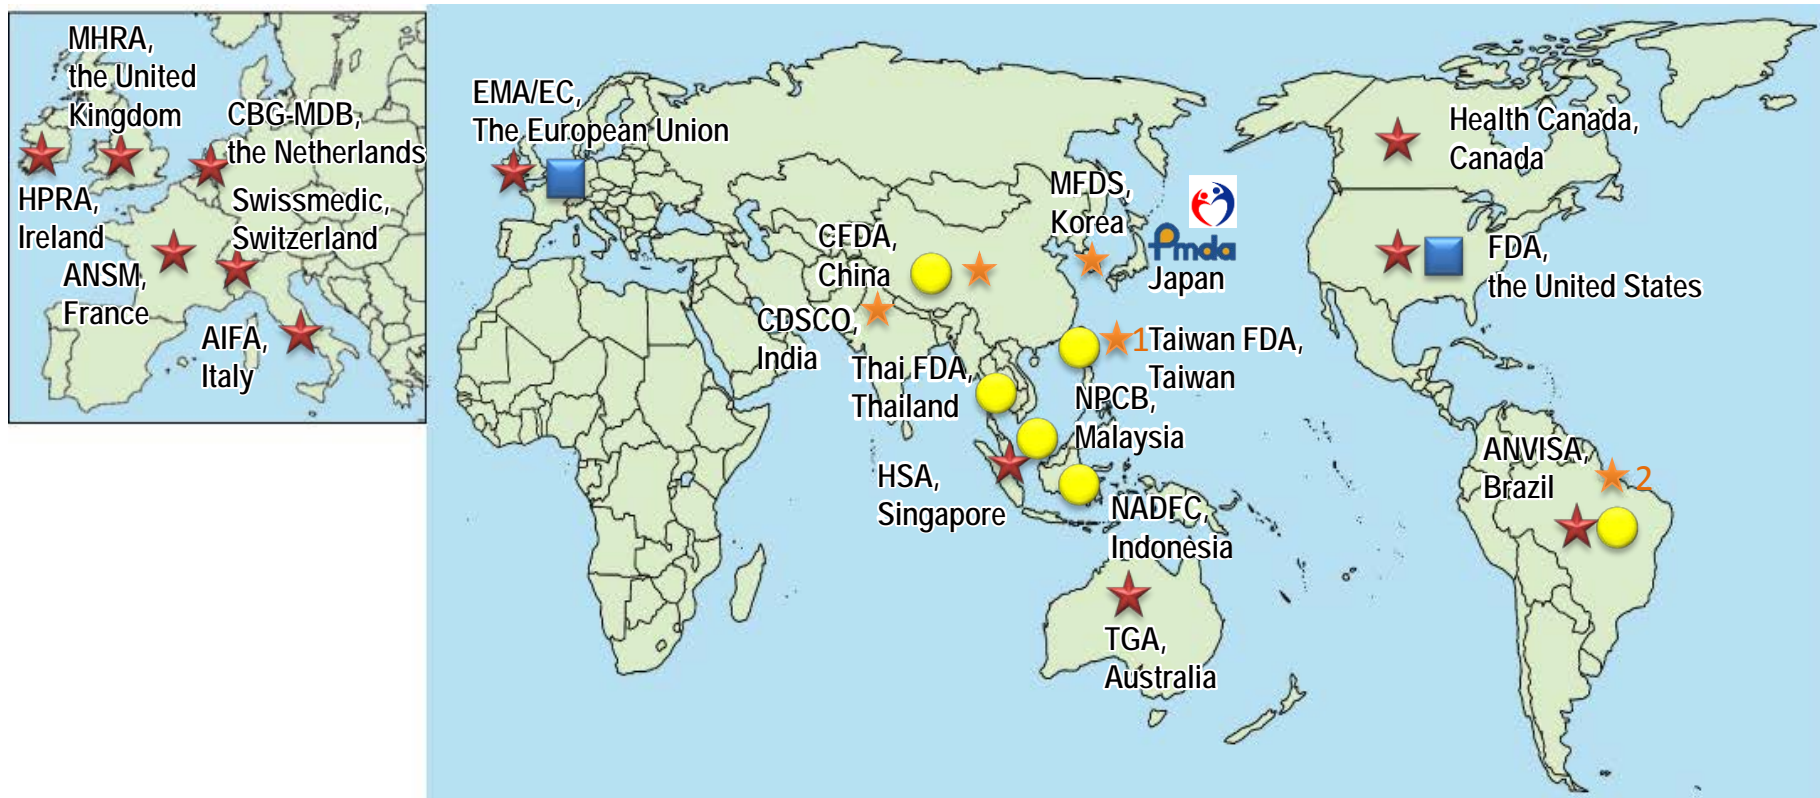 MHRA,
the United
Kingdom
CBG-MDB,
the Netherlands
HPRA,
Ireland
Swissmedic,
Switzerland
ANSM,
France
AIFA,
Italy
EMA/EC,
The European Union
MFDS,
Korea
Pmda
Japan
CFDA,
China
CDSCO,
India
Thai FDA,
Thailand
1
Taiwan FDA,
Taiwan
NPCB,
Malaysia
HSA,
Singapore
NADFC,
Indonesia
TGA,
Australia
Health Canada,
Canada
FDA,
the United States
ANVISA,
Brazil
2